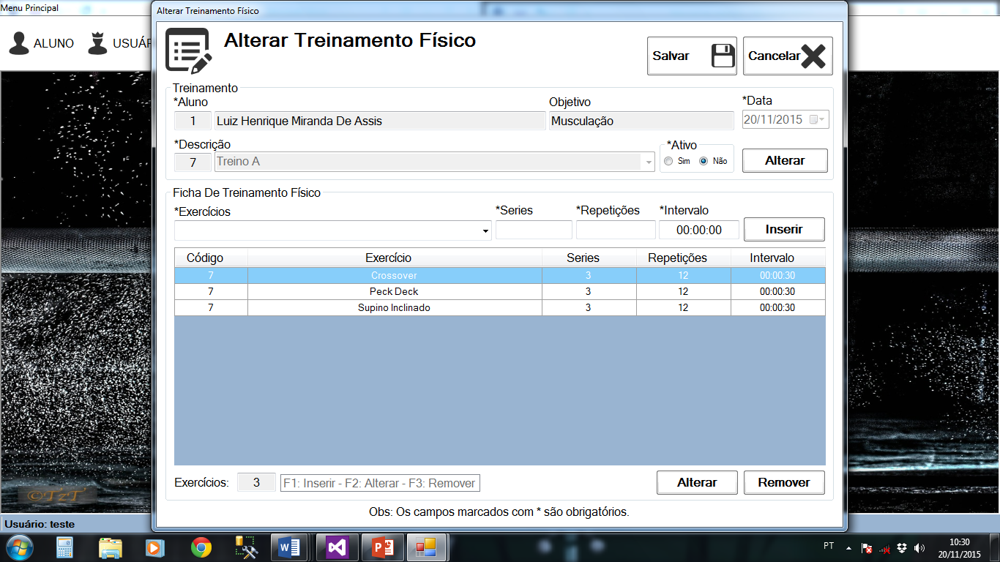 Menu Principal
Alterar Treinamento Físico
ALUNO
USUÁR
Alterar Treinamento Físico
Salvar
Cancelar
Treinamento
*Aluno
Objetivo
*Data
1
Luiz Henrique Miranda De Assis
Musculação
20/11/2015
*Descrição
*Ativo
7
Treino A
Sim
Não
Alterar
Ficha De Treinamento Físico
*Exercícios
*Series
*Repetições
*Intervalo
00:00:00
Inserir
Código Exercício Series Repetições Intervalo
7 Crossover 3 12 00:00:30
7 Peck Deck 3 12 00:00:30
7 Supino Inclinado 3 12 00:00:30
Exercícios:
3
F1: Inserir - F2: Alterar - F3: Remover
Alterar
Remover
Obs: Os campos marcados com * são obrigatórios.
©TzT
Usuário: teste
PT
10:30
20/11/2015